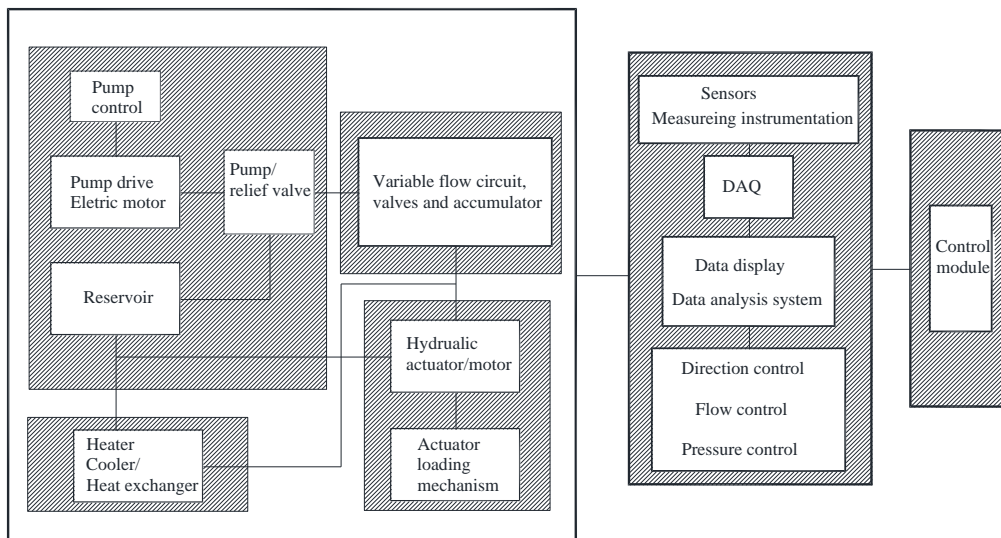 Pump
control
Pump drive
Eletric motor
Pump/
relief valve
Reservoir
Variable flow circuit,
valves and accumulator
Hydrualic
actuator/motor
Actuator
loading
mechanism
Heater
Cooler/
Heat exchanger
Sensors
Measureing instrumentation
DAQ
Data display
Data analysis system
Direction control
Flow control
Pressure control
Control
module